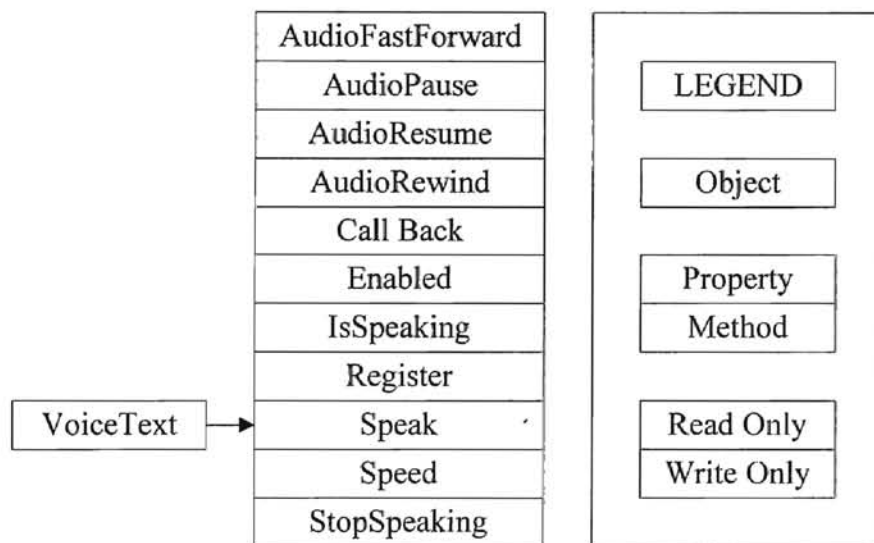 AudioFastForward
AudioPause
AudioResume
AudioRewind
Call Back
Enabled
IsSpeaking
Register
VoiceText
Speak
Speed
StopSpeaking
LEGEND
Object
Property
Method
Read Only
Write Only